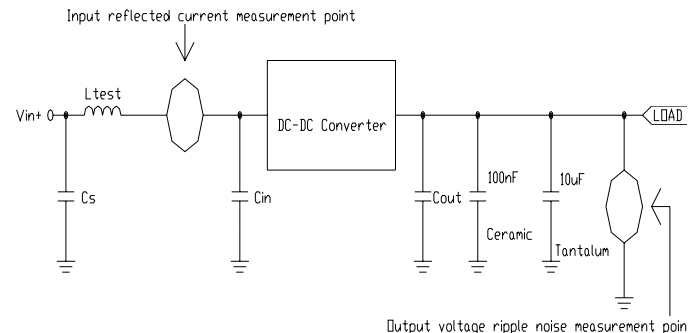 Input reflected current measurement point
Ltest
Vin+
DC-DC Converter
LOAD
Cs
Cin
Cout
100nF
Ceramic
10uF
Tantalum
Output voltage ripple noise measurement poin